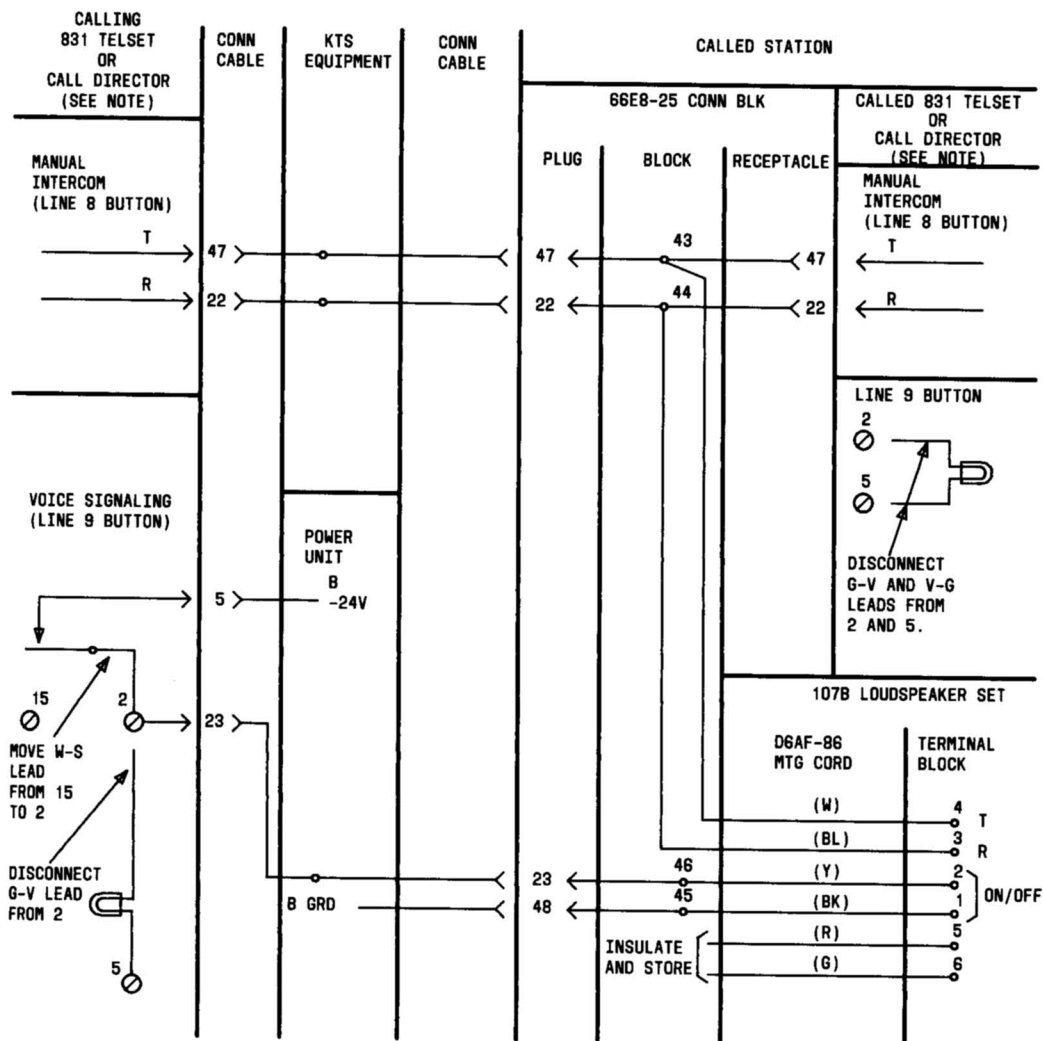 CALLING
831 TELSET
OR
CALL DIRECTOR
(SEE NOTE)
CONN
CABLE
KTS
EQUIPMENT
CONN
CABLE
CALLED STATION
66E8-25 CONN BLK
CALLED 831 TELSET
OR
CALL DIRECTOR
(SEE NOTE)
PLUG
BLOCK
RECEPTACLE
MANUAL
INTERCOM
(LINE 8 BUTTON)
MANUAL
INTERCOM
(LINE 8 BUTTON)
T
47
47
43
47
T
R
22
22
44
22
R
LINE 9 BUTTON
2
5
DISCONNECT
G-V AND V-G
LEADS FROM
2 AND 5.
VOICE SIGNALING
(LINE 9 BUTTON)
POWER
UNIT
B
-24V
5
15
2
23
MOVE W-S
LEAD
FROM 15
TO 2
DISCONNECT
G-V LEAD
FROM 2
5
107B LOUDSPEAKER SET
D6AF-86
MTG CORD
TERMINAL
BLOCK
(W)
4
T
(BL)
3
R
23
46
(Y)
2
B GRD
48
45
(BK)
1
ON/OFF
INSULATE
AND STORE
(R)
5
(G)
6